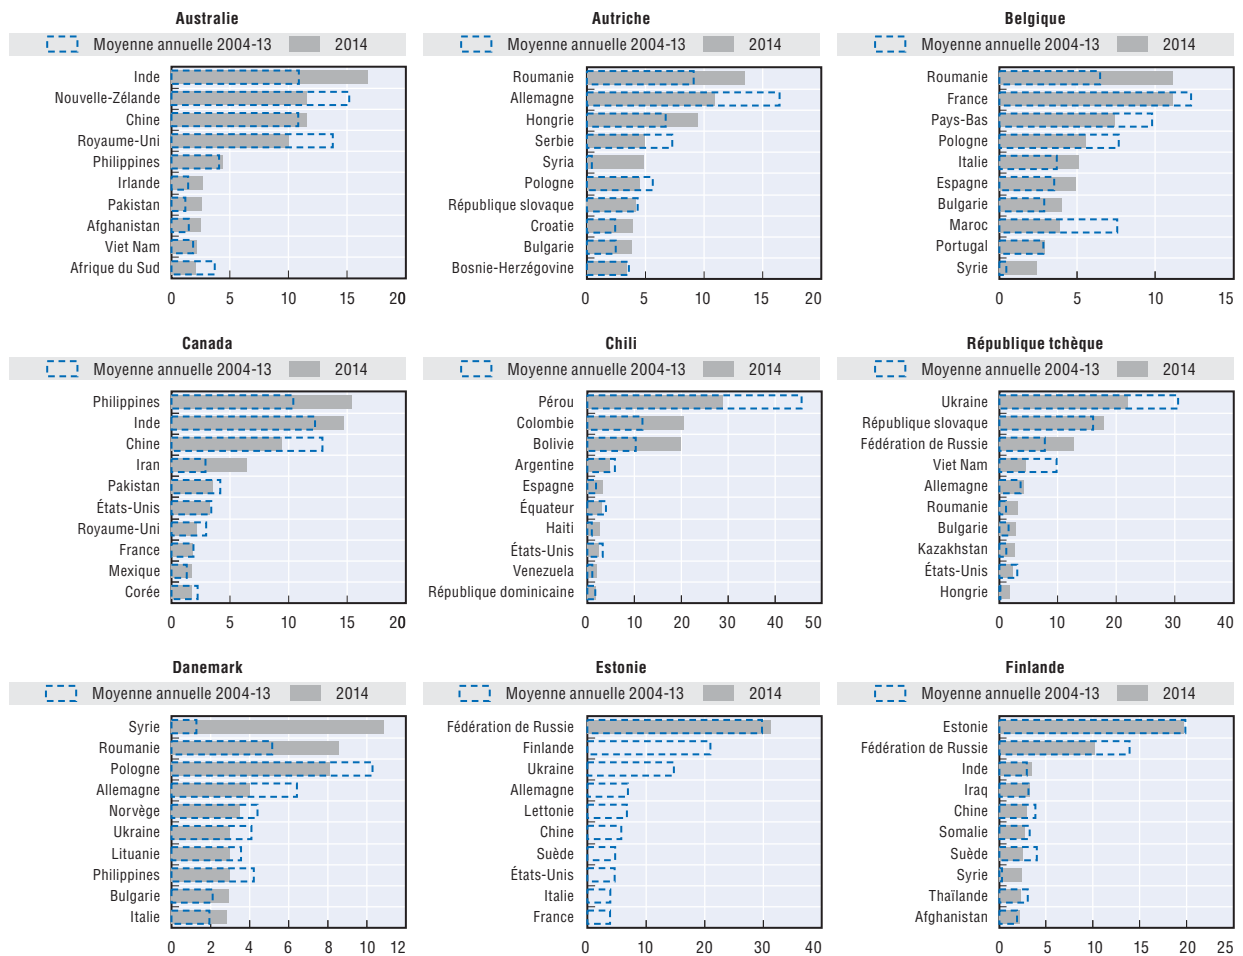 Australie
Moyenne annuelle 2004-13 2014
Inde
Nouvelle-Zélande
Chine
Royaume-Uni
Philippines
Irlande
Pakistan
Afghanistan
Viet Nam
Afrique du Sud
0 5 10 15 20
Autriche
Moyenne annuelle 2004-13 2014
Roumanie
Allemagne
Hongrie
Serbie
Syria
Pologne
République slovaque
Croatie
Bulgarie
Bosnie-Herzégovine
0 5 10 15 20
Belgique
Moyenne annuelle 2004-13 2014
Roumanie
France
Pays-Bas
Pologne
Italie
Espagne
Bulgarie
Maroc
Portugal
Syrie
0 5 10 15
Canada
Moyenne annuelle 2004-13 2014
Philippines
Inde
Chine
Iran
Pakistan
États-Unis
Royaume-Uni
France
Mexique
Corée
0 5 10 15 20
Chili
Moyenne annuelle 2004-13 2014
Pérou
Colombie
Bolivie
Argentine
Espagne
Équateur
Haiti
États-Unis
Venezuela
République dominicaine
0 10 20 30 40 50
République tchèque
Moyenne annuelle 2004-13 2014
Ukraine
République slovaque
Fédération de Russie
Viet Nam
Allemagne
Roumanie
Bulgarie
Kazakhstan
États-Unis
Hongrie
0 10 20 30 40
Danemark
Moyenne annuelle 2004-13 2014
Syrie
Roumanie
Pologne
Allemagne
Norvège
Ukraine
Lituanie
Philippines
Bulgarie
Italie
0 2 4 6 8 10 12
Estonie
Moyenne annuelle 2004-13 2014
Fédération de Russie
Finlande
Ukraine
Allemagne
Lettonie
Chine
Suède
États-Unis
Italie
France
0 10 20 30 40
Finlande
Moyenne annuelle 2004-13 2014
Estonie
Fédération de Russie
Inde
Iraq
Chine
Somalie
Suède
Syrie
Thaïlande
Afghanistan
0 5 10 15 20 25